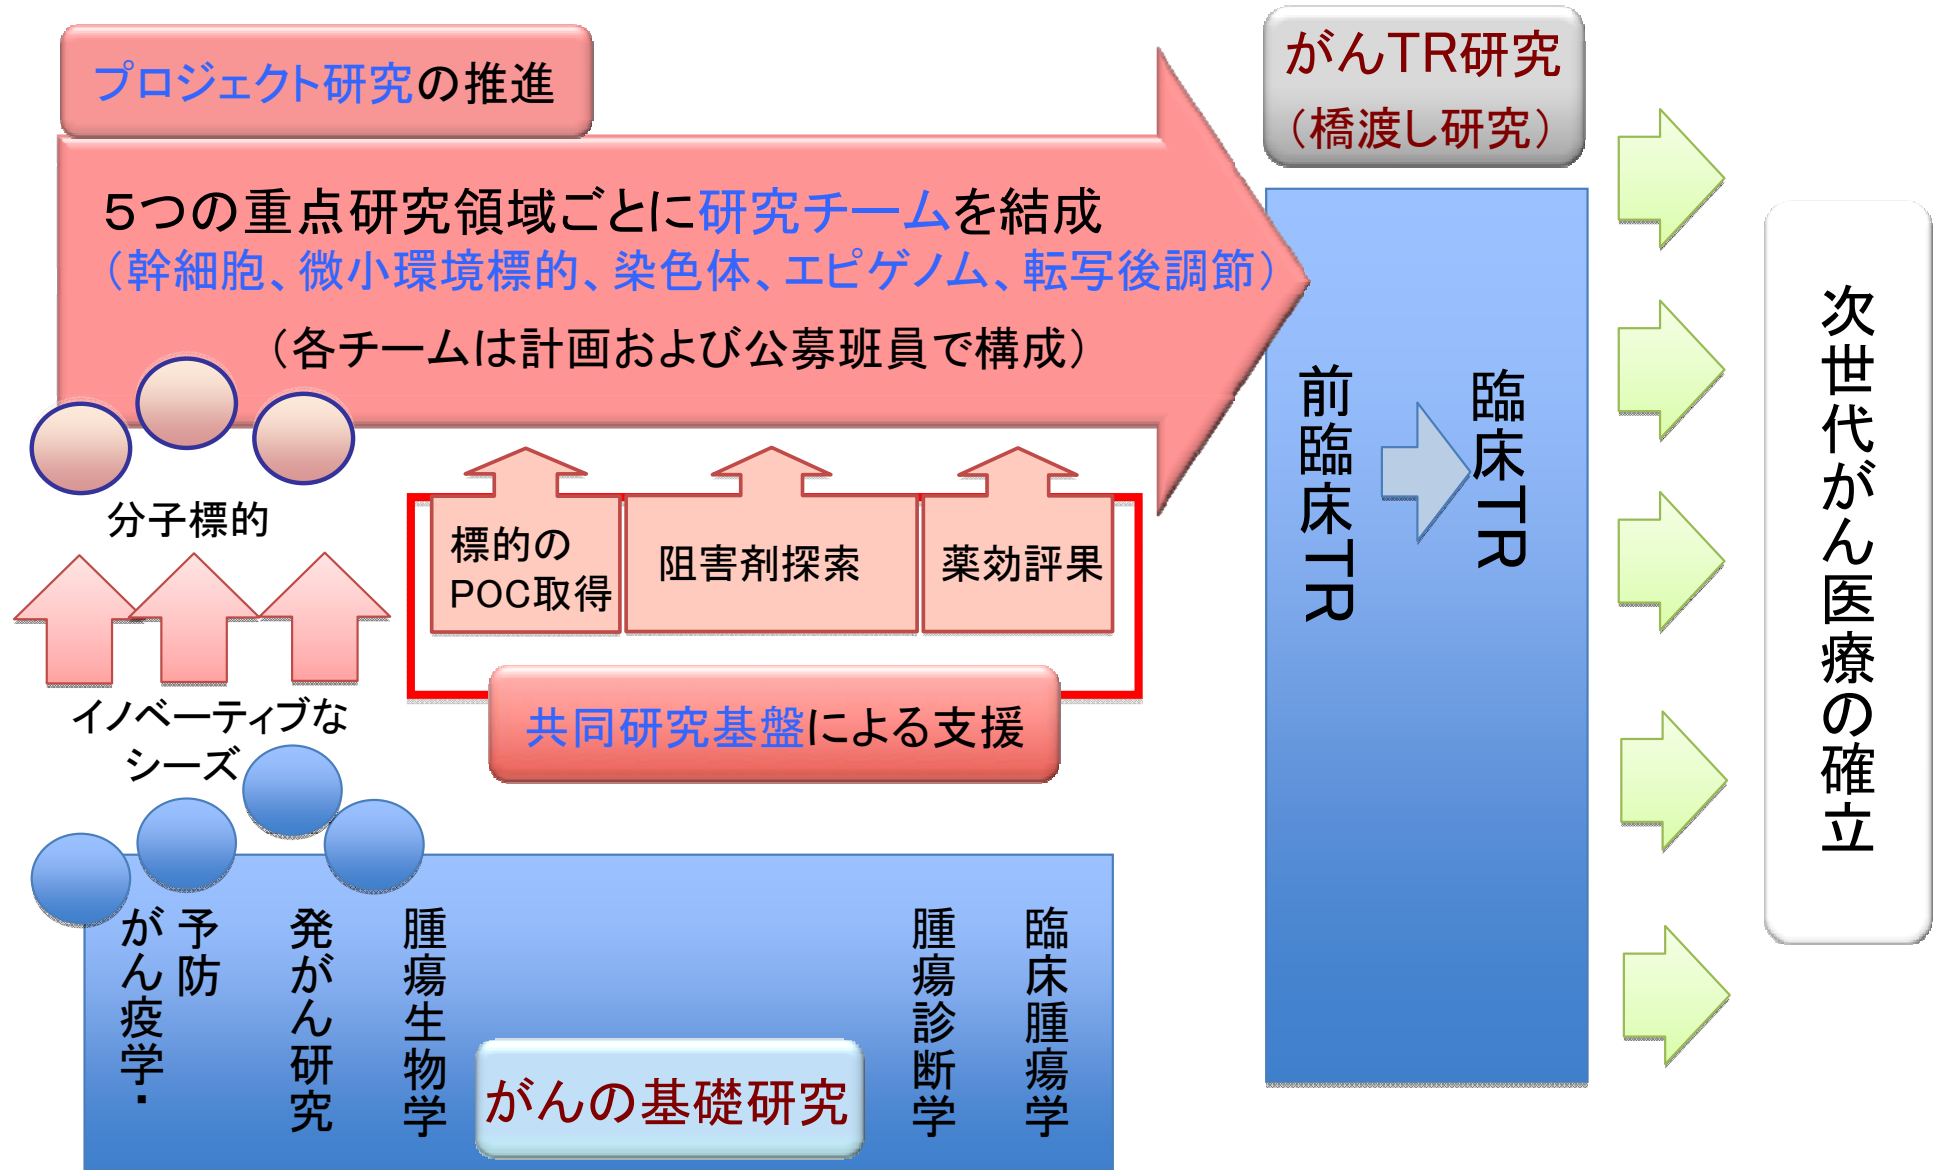 プロジェクト研究の推進
がんTR研究
（橋渡し研究）
５つの重点研究領域ごとに研究チームを結成
（幹細胞、微小環境標的、染色体、エピゲノム、転写後調節）
（各チームは計画および公募班員で構成）
分子標的
標的の
POC取得
阻害剤探索
薬効評果
イノベーティブな
シーズ
共同研究基盤による支援
前臨床TR
臨床TR
次世代がん医療の確立
がん疫学・
予防
発がん研究
腫瘍生物学
がんの基礎研究
腫瘍診断学
臨床腫瘍学